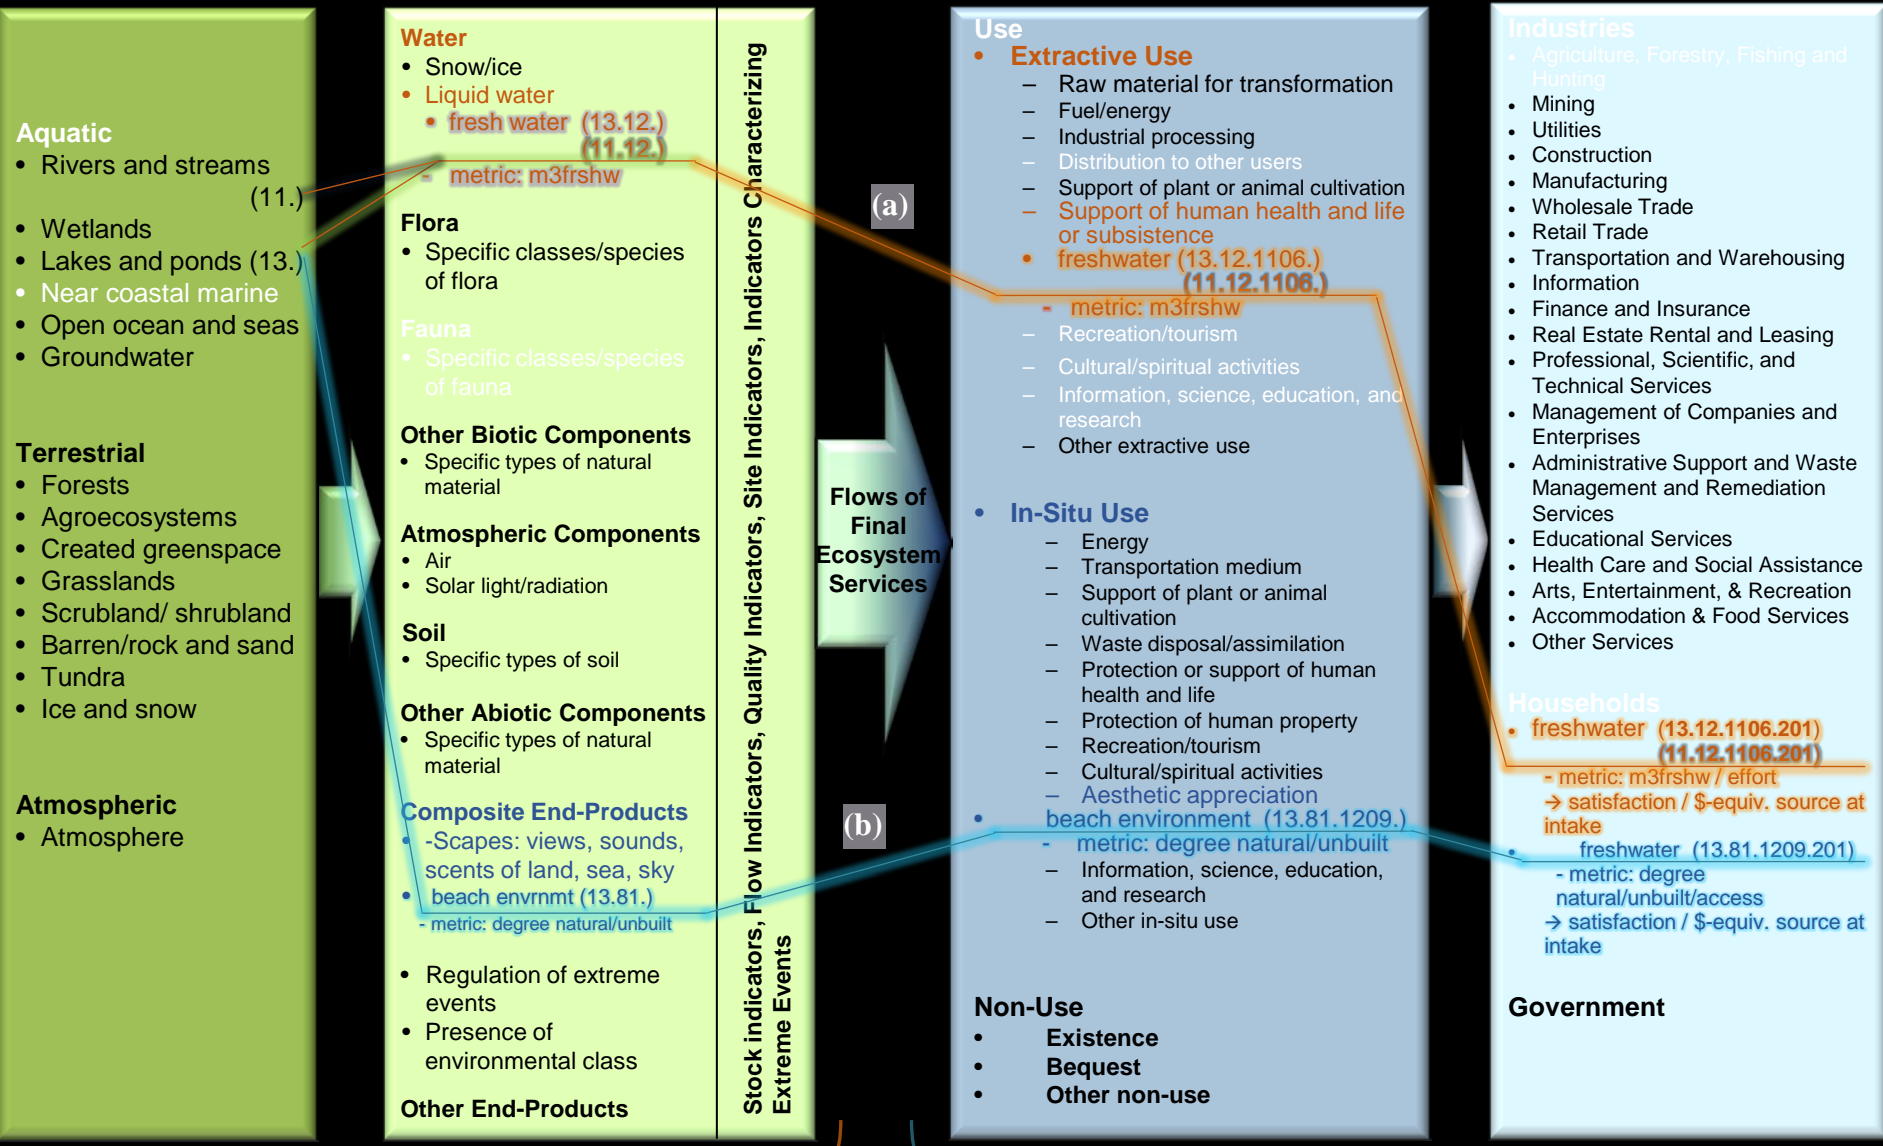 Aquatic
• Rivers and streams
(11.)
• Wetlands
• Lakes and ponds (13.)
• Near coastal marine
• Open ocean and seas
• Groundwater
Terrestrial
• Forests
• Agroecosystems
• Created greenspace
• Grasslands
• Scrubland/ shrubland
• Barren/rock and sand
• Tundra
• Ice and snow
Atmospheric
• Atmosphere
Water
• Snow/ice
• Liquid water
• fresh water (13.12.)
(11.12.)
- metric: m3frshw
Flora
• Specific classes/species
of flora
Fauna
• Specific classes/species
of fauna
Other Biotic Components
• Specific types of natural
material
Atmospheric Components
• Air
• Solar light/radiation
Soil
• Specific types of soil
Other Abiotic Components
• Specific types of natural
material
Composite End-Products
• -Scapes: views, sounds,
scents of land, sea, sky
• beach envrnmt (13.81.)
- metric: degree natural/unbuilt
• Regulation of extreme
events
• Presence of
environmental class
Other End-Products
Stock indicators, Flow Indicators, Quality Indicators, Site Indicators, Indicators Characterizing
Extreme Events
(a)
Flows of
Final
Ecosystem
Services
(b)
Use
• Extractive Use
– Raw material for transformation
– Fuel/energy
– Industrial processing
– Distribution to other users
– Support of plant or animal cultivation
– Support of human health and life
or subsistence
• freshwater (13.12.1106.)
(11.12.1106.)
- metric: m3frshw
– Recreation/tourism
– Cultural/spiritual activities
– Information, science, education, and
research
– Other extractive use
• In-Situ Use
– Energy
– Transportation medium
– Support of plant or animal
cultivation
– Waste disposal/assimilation
– Protection or support of human
health and life
– Protection of human property
– Recreation/tourism
– Cultural/spiritual activities
– Aesthetic appreciation
• beach environment (13.81.1209.)
- metric: degree natural/unbuilt
– Information, science, education,
and research
– Other in-situ use
Non-Use
• Existence
• Bequest
• Other non-use
Industries
• Agriculture, Forestry, Fishing and
Hunting
• Mining
• Utilities
• Construction
• Manufacturing
• Wholesale Trade
• Retail Trade
• Transportation and Warehousing
• Information
• Finance and Insurance
• Real Estate Rental and Leasing
• Professional, Scientific, and
Technical Services
• Management of Companies and
Enterprises
• Administrative Support and Waste
Management and Remediation
Services
• Educational Services
• Health Care and Social Assistance
• Arts, Entertainment, & Recreation
• Accommodation & Food Services
• Other Services
Households
• freshwater (13.12.1106.201)
(11.12.1106.201)
- metric: m3frshw / effort
→ satisfaction / $-equiv. source at
intake
• freshwater (13.81.1209.201)
- metric: degree
natural/unbuilt/access
→ satisfaction / $-equiv. source at
intake
Government